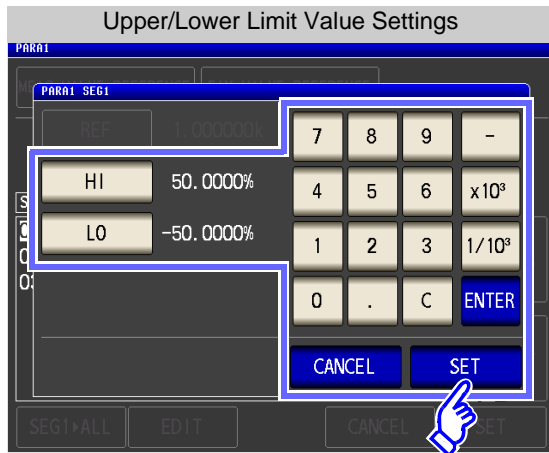 Upper/Lower Limit Value Settings
PARA1
PARA1 SEG1
REF 1.000000k
7 8 9 -
HI 50.0000%
4 5 6 x10³
LO -50.0000%
1 2 3 1/10³
0 . C ENTER
CANCEL SET
SEG1▸ALL EDIT CANCEL SET